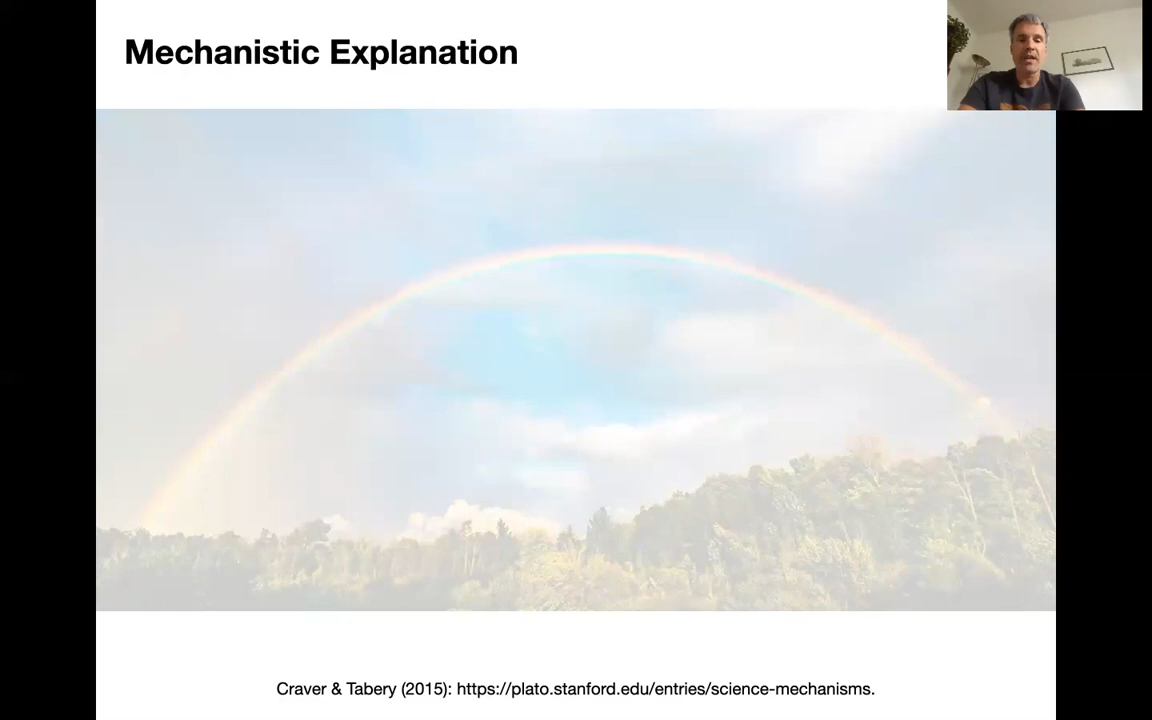 Mechanistic Explanation
Craver & Tabery (2015): https://plato.stanford.edu/entries/science-mechanisms.